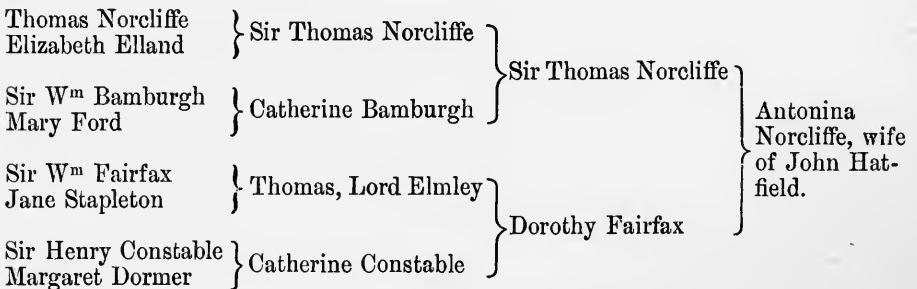 Thomas Norcliffe
Elizabeth Elland
Sir Thomas Norcliffe
Sir Wm Bamburgh
Mary Ford
Catherine Bamburgh
Sir Thomas Norcliffe
Sir Wm Fairfax
Jane Stapleton
Thomas, Lord Elmley
Sir Henry Constable
Margaret Dormer
Catherine Constable
Dorothy Fairfax
Antonina
Norcliffe, wife
of John Hat-
field.